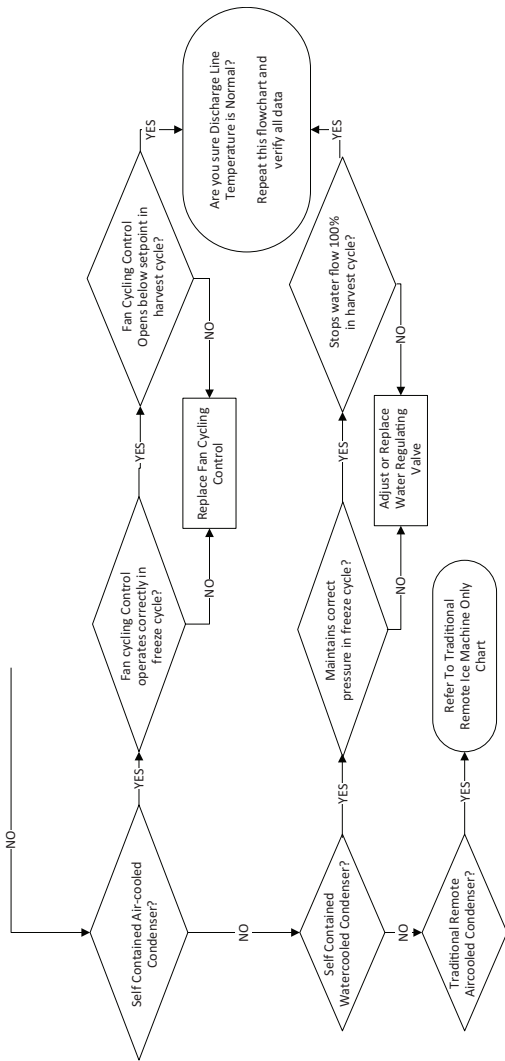 NO
Self Contained Air-cooled
Condenser?
YES
Fan cycling Control
operates correctly in
freeze cycle?
YES
Fan Cycling Control
Opens below setpoint in
harvest cycle?
YES
NO
Replace Fan Cycling
Control
NO
Are you sure Discharge Line
Temperature is Normal?
Repeat this flowchart and
verify all data
NO
Self Contained
Watercooled Condenser?
YES
Maintains correct
pressure in freeze cycle?
YES
Stops water flow 100%
in harvest cycle?
YES
NO
Adjust or Replace
Water Regulating
Valve
NO
NO
Traditional Remote
Aircooled Condenser?
YES
Refer To Traditional
Remote Ice Machine Only
Chart